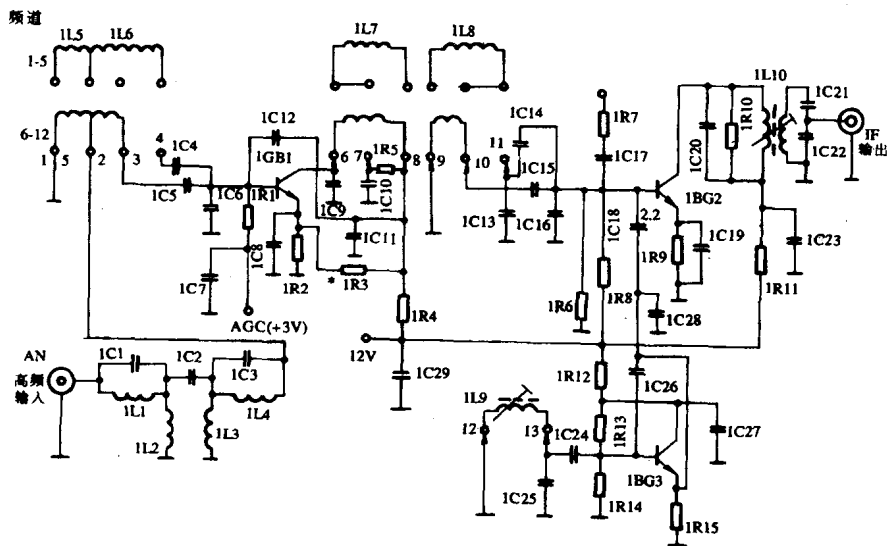 频道
1L5 1L6 1L7 1L8
1-5
1L10
1C21
6-12
1C12
1C14
1R7
1C20
1R10
IF
输出
4
1C4
1GB1
1R5
11
1C17
1C22
1 5 2 3
6 7 8 9 10
1C15
1BG2
1C5
1C6
1R1
1C9
1C10
1C13
1C16
1C18
2.2
1C8
1C11
1R9
1C19
1C23
1C7
1R2
1R3
*
1R6
1R8
1R11
AGC(+3V)
1R4
1C28
AN
高频
输入
1C1
1C2
1C3
12V
1C29
1R12
1C26
1L1
1L4
1L9
1L2
1L3
12
13
1C24
1R13
1C27
1BG3
1C25
1R14
1R15